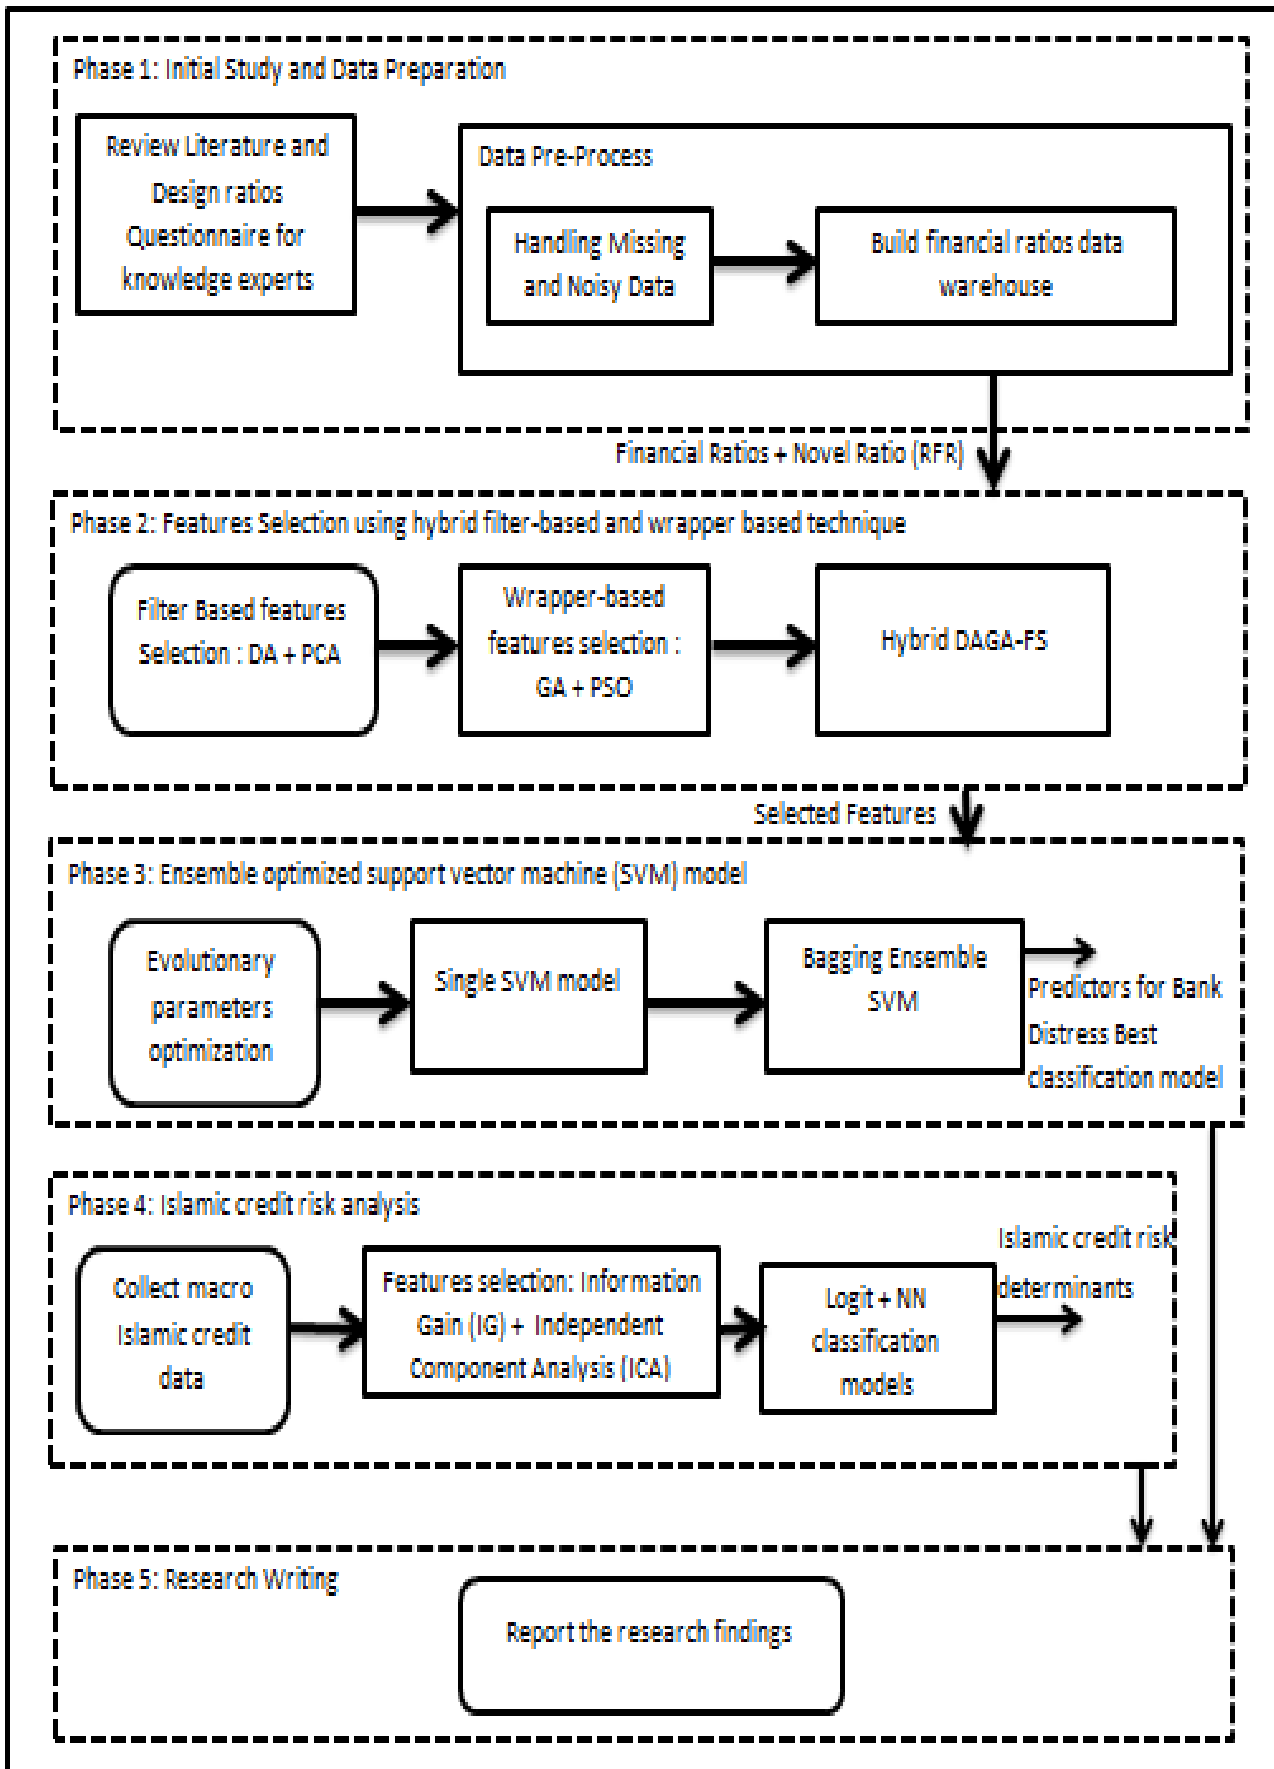 Phase 1: Initial Study and Data Preparation
Review Literature and
Design ratios
Questionnaire for
knowledge experts
Data Pre-Process
Handling Missing
and Noisy Data
Build financial ratios data
warehouse
Financial Ratios + Novel Ratio (RFR)
Phase 2: Features Selection using hybrid filter-based and wrapper based technique
Filter Based features
Selection : DA + PCA
Wrapper-based
features selection :
GA + PSO
Hybrid DAGA-FS
Selected Features
Phase 3: Ensemble optimized support vector machine (SVM) model
Evolutionary
parameters
optimization
Single SVM model
Bagging Ensemble
SVM
Predictors for Bank
Distress Best
classification model
Phase 4: Islamic credit risk analysis
Collect macro
Islamic credit
data
Features selection: Information
Gain (IG) + Independent
Component Analysis (ICA)
Logit + NN
classification
models
Islamic credit risk
determinants
Phase 5: Research Writing
Report the research findings